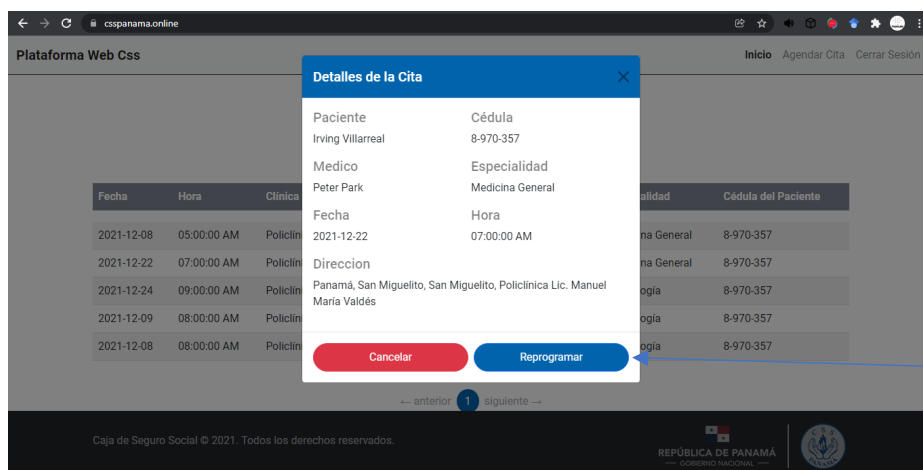 csspanama.online
Plataforma Web Css
Inicio Agendar Cita Cerrar Sesión
Detalles de la Cita
Paciente Cédula
Irving Villarreal 8-970-357
Medico Especialidad
Peter Park Medicina General
Fecha Hora
2021-12-22 07:00:00 AM
Direccion
Panamá, San Miguelito, San Miguelito, Policlínica Lic. Manuel
María Valdés
Cancelar Reprogramar
Fecha Hora Clínica alidad Cédula del Paciente
2021-12-08 05:00:00 AM Policlín na General 8-970-357
2021-12-22 07:00:00 AM Policlín na General 8-970-357
2021-12-24 09:00:00 AM Policlín ogía 8-970-357
2021-12-09 08:00:00 AM Policlín ogía 8-970-357
2021-12-08 08:00:00 AM Policlín ogía 8-970-357
← anterior 1 siguiente →
Caja de Seguro Social © 2021. Todos los derechos reservados.
REPÚBLICA DE PANAMÁ
— GOBIERNO NACIONAL —